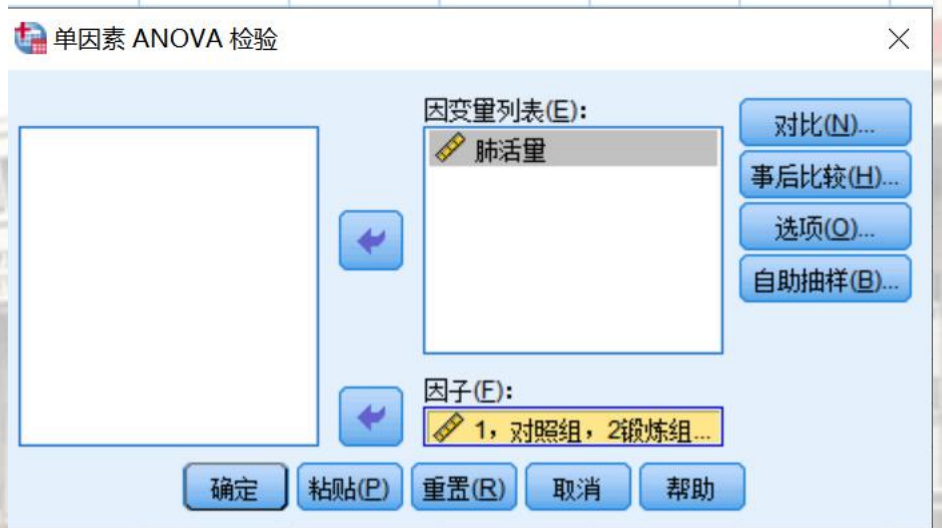 单因素 ANOVA 检验
因变量列表(E):
肺活量
对比(N)...
事后比较(H)...
选项(O)...
自助抽样(B)...
因子(F):
1，对照组，2锻炼组...
确定
粘贴(P)
重置(R)
取消
帮助